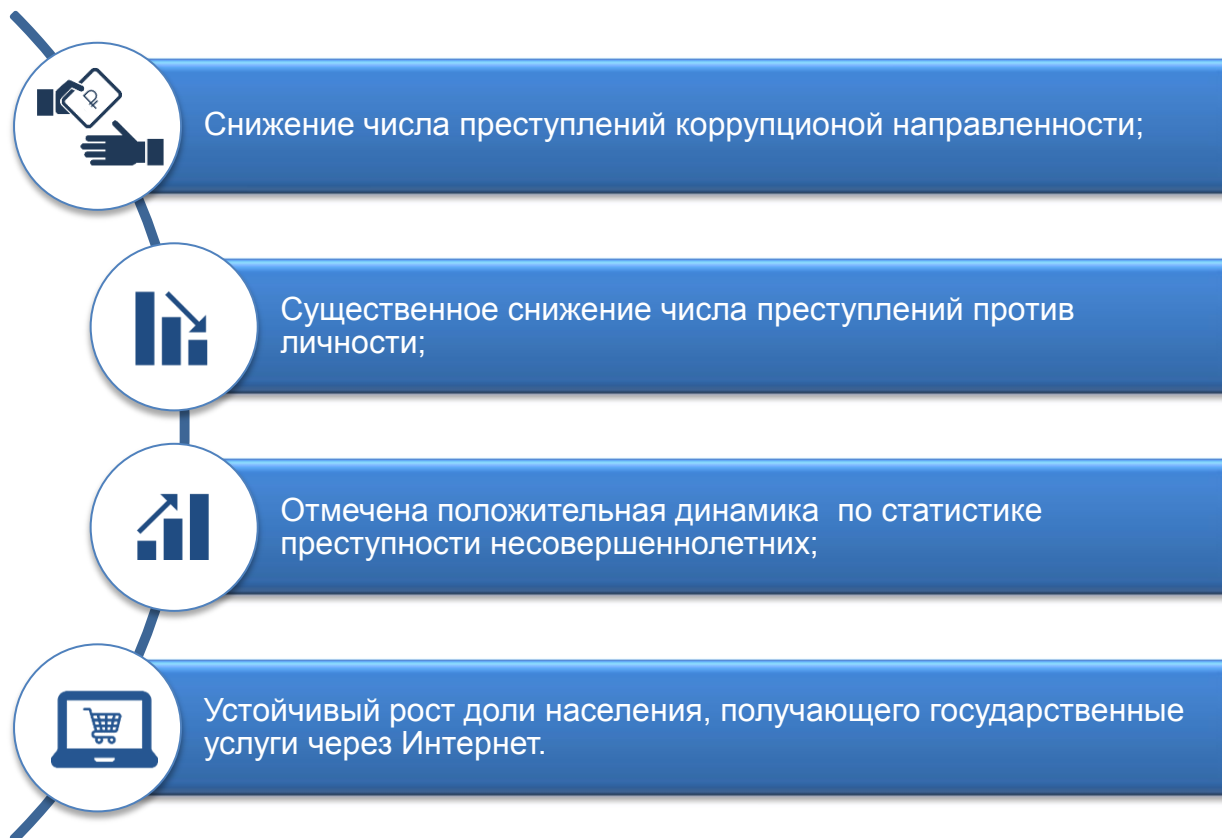 Снижение числа преступлений коррупционой направленности;
Существенное снижение числа преступлений против
личности;
Отмечена положительная динамика  по статистике
преступности несовершеннолетних;
Устойчивый рост доли населения, получающего государственные
услуги через Интернет.